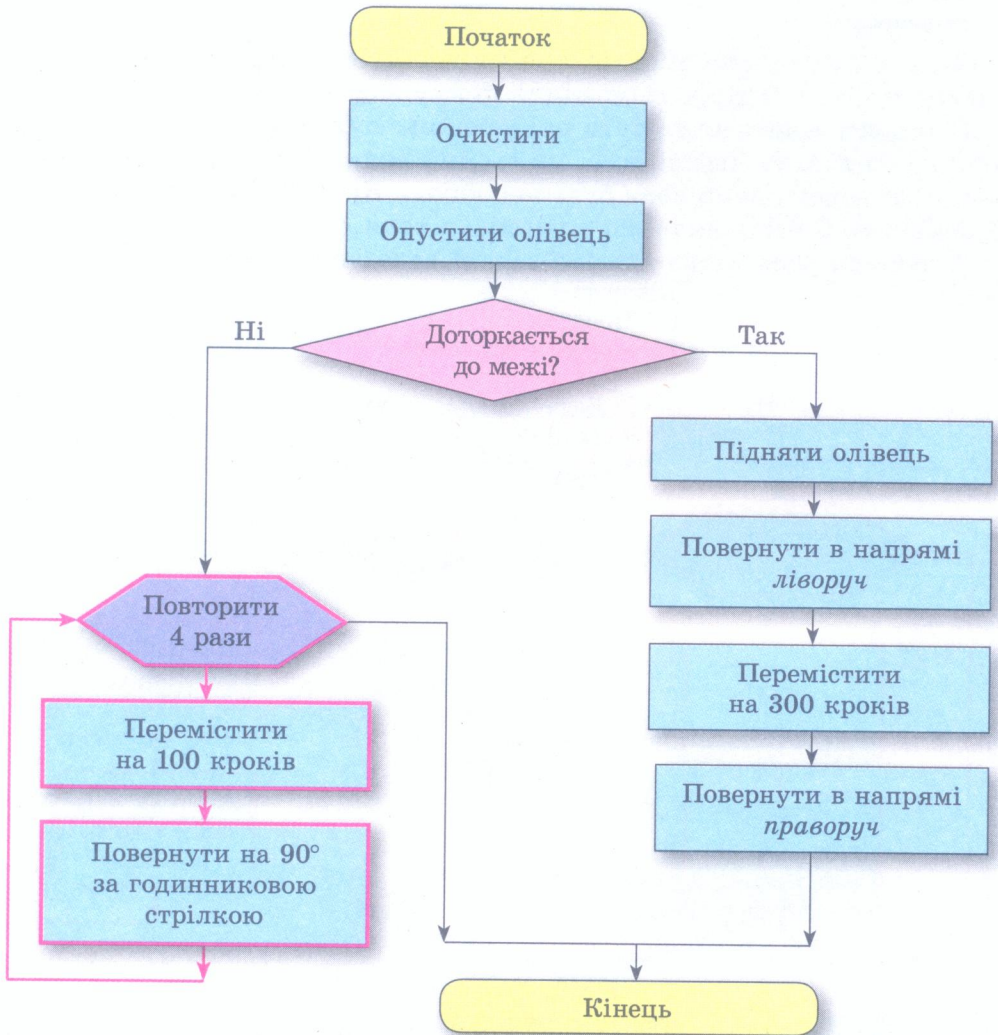 Початок
Очистити
Опустити олівець
Доторкається
до межі?
Ні
Так
Підняти олівець
Повернути в напрямі
ліворуч
Перемістити
на 300 кроків
Повернути в напрямі
праворуч
Повторити
4 рази
Перемістити
на 100 кроків
Повернути на 90°
за годинниковою
стрілкою
Кінець